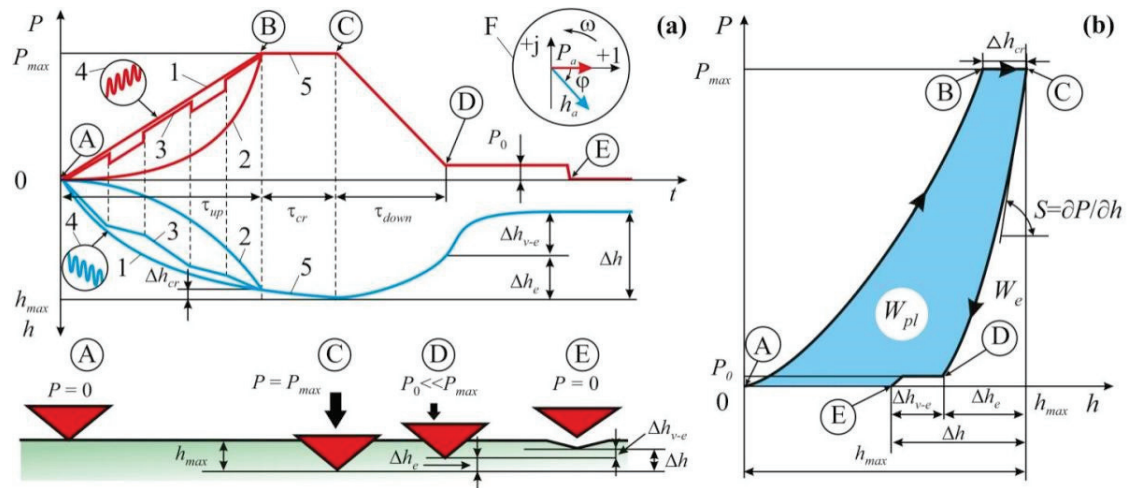 P
B
C
(a)
F
ω
+j
P_a
+1
φ
h_a
P_max
4
1
5
3
2
A
D
P_0
E
0
t
τ_up
τ_cr
τ_down
4
1
3
2
Δh_cr
5
Δh_v-e
Δh_e
Δh
h_max
h
A
C
D
E
P = 0
P = P_max
P_0<<P_max
P = 0
h_max
Δh_e
Δh_v-e
Δh
P
(b)
Δh_cr
P_max
B
C
S=∂P/∂h
W_e
W_pl
A
D
P_0
0
E
Δh_v-e
Δh_e
h_max
h
Δh
h_max